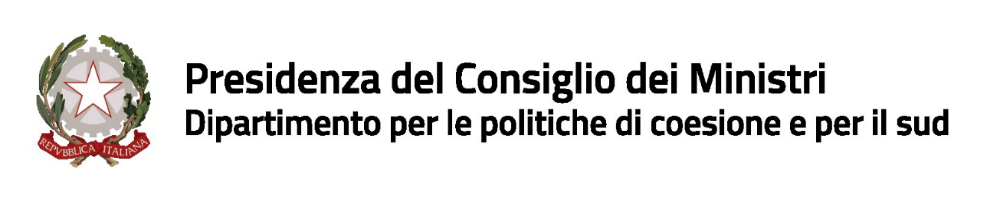 Presidenza del Consiglio dei Ministri
Dipartimento per le politiche di coesione e per il sud
REPVBBLICA ITALIANA